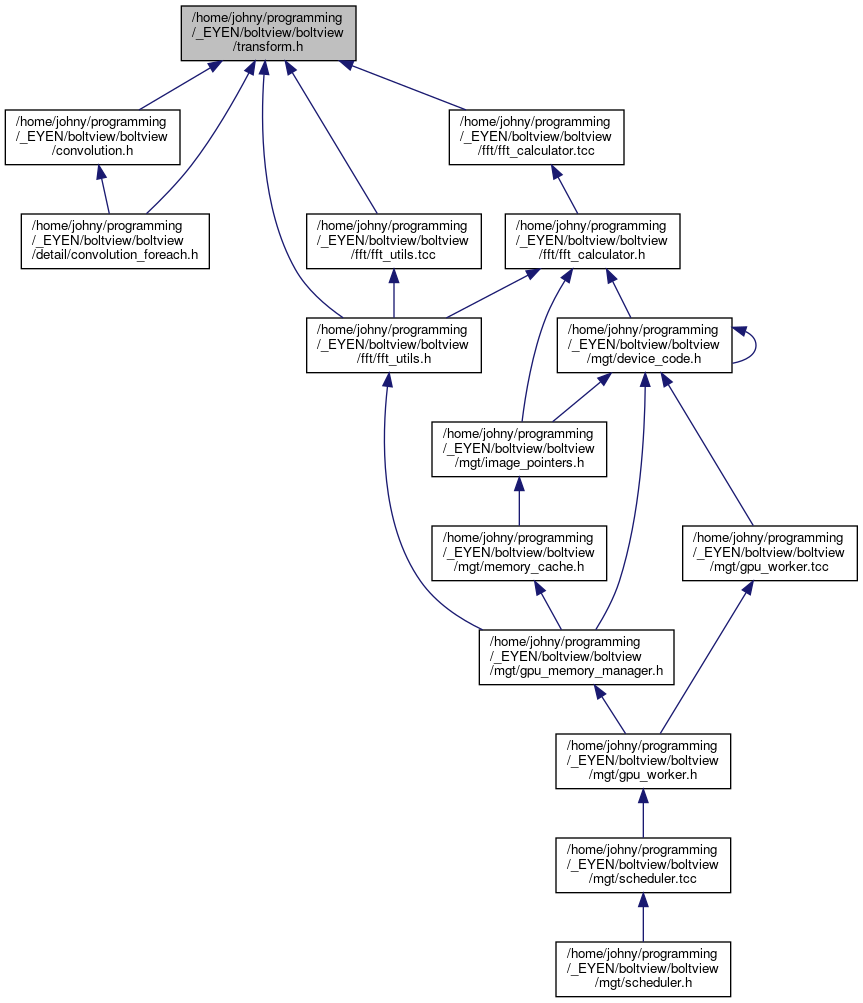 /home/johny/programming
/_EYEN/boltview/boltview
/transform.h
/home/johny/programming
/_EYEN/boltview/boltview
/convolution.h
/home/johny/programming
/_EYEN/boltview/boltview
/fft/fft_calculator.tcc
/home/johny/programming
/_EYEN/boltview/boltview
/detail/convolution_foreach.h
/home/johny/programming
/_EYEN/boltview/boltview
/fft/fft_utils.tcc
/home/johny/programming
/_EYEN/boltview/boltview
/fft/fft_calculator.h
/home/johny/programming
/_EYEN/boltview/boltview
/fft/fft_utils.h
/home/johny/programming
/_EYEN/boltview/boltview
/mgt/device_code.h
/home/johny/programming
/_EYEN/boltview/boltview
/mgt/image_pointers.h
/home/johny/programming
/_EYEN/boltview/boltview
/mgt/memory_cache.h
/home/johny/programming
/_EYEN/boltview/boltview
/mgt/gpu_worker.tcc
/home/johny/programming
/_EYEN/boltview/boltview
/mgt/gpu_memory_manager.h
/home/johny/programming
/_EYEN/boltview/boltview
/mgt/gpu_worker.h
/home/johny/programming
/_EYEN/boltview/boltview
/mgt/scheduler.tcc
/home/johny/programming
/_EYEN/boltview/boltview
/mgt/scheduler.h